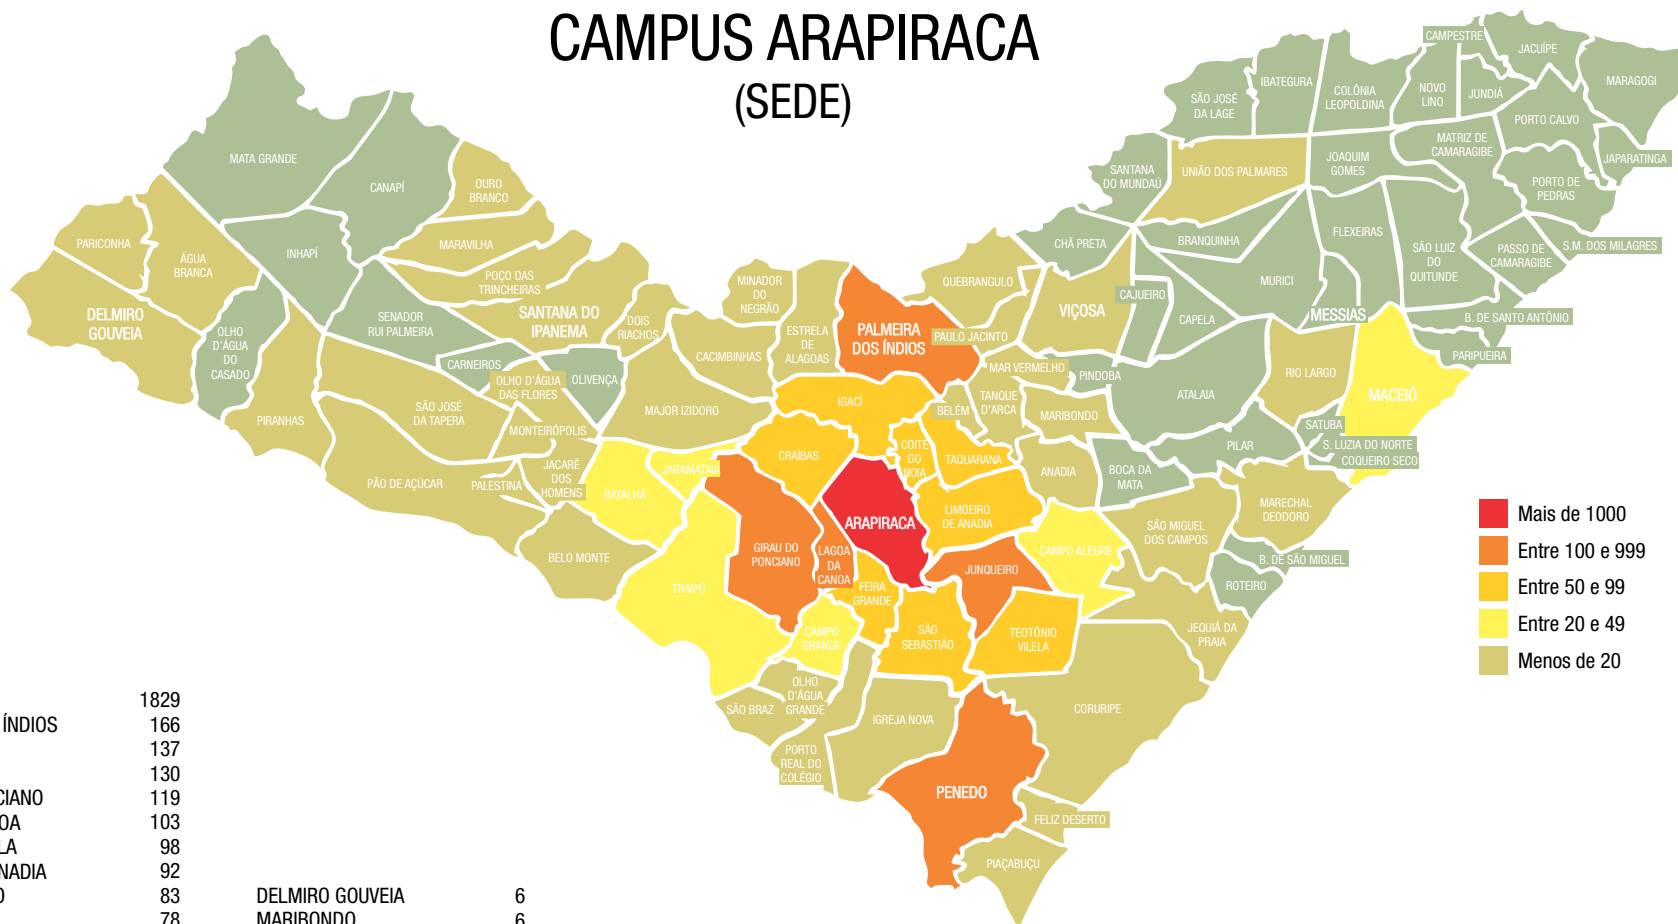 CAMPUS ARAPIRACA
(SEDE)
CAMPESTRE
JACUÍPE
MARAGOGI
IBATEGURA
SÃO JOSÉ
DA LAGE
COLÔNIA
LEOPOLDINA
NOVO
LINO
JUNDIÁ
PORTO CALVO
MATA GRANDE
CANAPÍ
OURO
BRANCO
SANTANA
DO MUNDAÚ
UNIÃO DOS PALMARES
JOAQUIM
GOMES
MATRIZ DE
CAMARAGIBE
JAPARATINGA
PORTO DE
PEDRAS
PARICONHA
ÁGUA
BRANCA
INHAPÍ
MARAVILHA
POÇO DAS
TRINCHEIRAS
CHÃ PRETA
BRANQUINHA
FLEXEIRAS
SÃO LUIZ
DO
QUITUNDE
PASSO DE
CAMARAGIBE
S.M. DOS MILAGRES
DELMIRO
GOUVEIA
OLHO
D'ÁGUA
DO
CASADO
SENADOR
RUI PALMEIRA
SANTANA DO
IPANEMA
DOIS
RIACHOS
MINADOR
DO
NEGRÃO
ESTRELA
DE
ALAGOAS
PALMEIRA
DOS ÍNDIOS
QUEBRANGULO
PAULO JACINTO
VIÇOSA
CAJUEIRO
CAPELA
MURICI
MESSIAS
B. DE SANTO ANTÔNIO
PARIPUEIRA
CARNEIROS
OLHO D'ÁGUA
DAS FLORES
OLIVENÇA
CACIMBINHAS
MAR VERMELHO
PINDOBA
ATALAIA
RIO LARGO
MACEIÓ
PIRANHAS
SÃO JOSÉ
DA TAPERA
MONTEIRÓPOLIS
MAJOR IZIDORO
IGACÍ
BELÉM
TANQUE
D'ARCA
MARIBONDO
SATUBA
PILAR
S. LUZIA DO NORTE
COQUEIRO SECO
PÃO DE AÇÚCAR
PALESTINA
JACARÉ
DOS
HOMENS
BATALHA
JARAMATAIA
CRAÍBAS
COITE
DO
NOIA
TAQUARANA
ANADIA
BOCA DA
MATA
MARECHAL
DEODORO
BELO MONTE
GIRAU DO
PONCIANO
LAGOA
DA
CANOA
ARAPIRACA
LIMOEIRO
DE ANADIA
CAMPO ALEGRE
SÃO MIGUEL
DOS CAMPOS
B. DE SÃO MIGUEL
ROTEIRO
TRAIPÚ
FEIRA
GRANDE
JUNQUEIRO
CAMPO
GRANDE
SÃO
SEBASTIÃO
TEOTÔNIO
VILELA
JEQUIÁ DA
PRAIA
OLHO
D'ÁGUA
GRANDE
SÃO BRAZ
IGREJA NOVA
CORURIPE
PORTO
REAL DO
COLÉGIO
PENEDO
FELIZ DESERTO
PIAÇABUÇU
Mais de 1000
Entre 100 e 999
Entre 50 e 99
Entre 20 e 49
Menos de 20
1829
ÍNDIOS 166
137
130
CIANO 119
OA 103
LA 98
NADIA 92
O 83
78
DELMIRO GOUVEIA 6
MARIBONDO 6